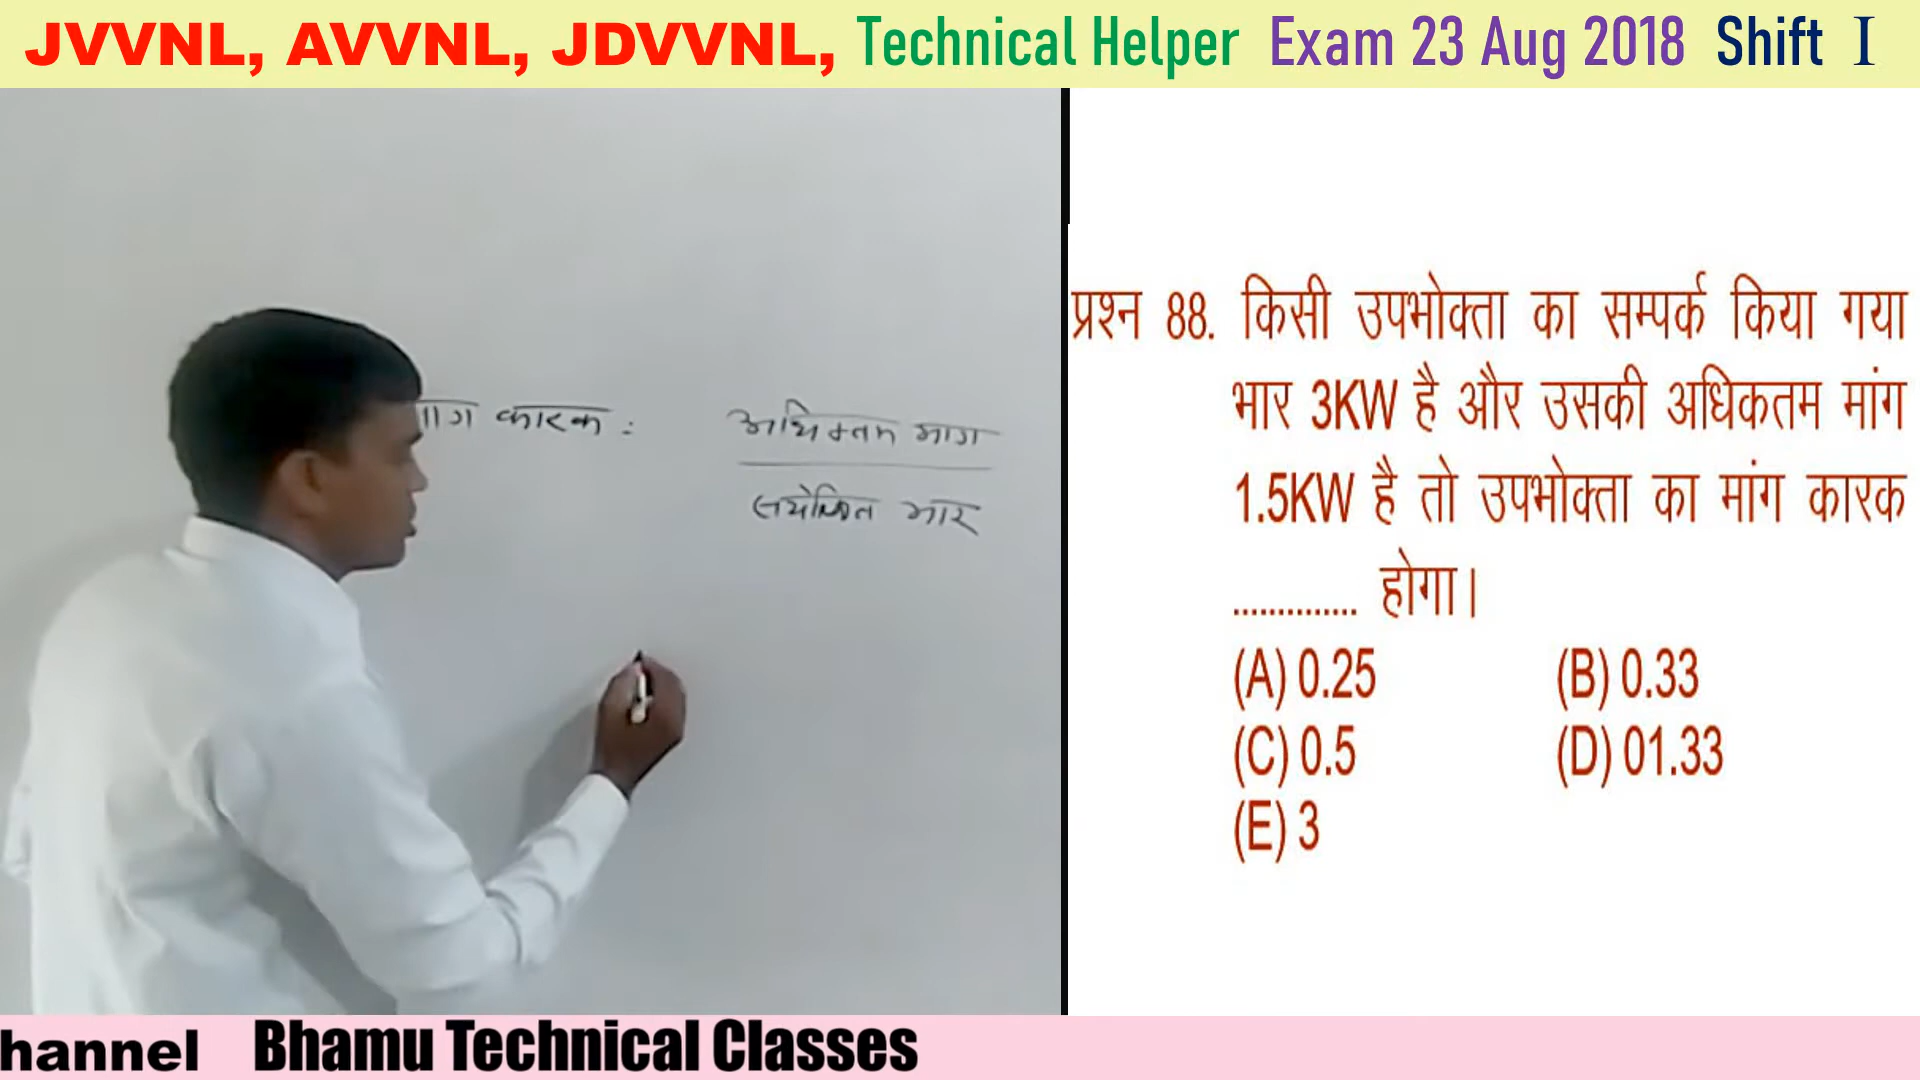 JVVNL, AVVNL, JDVVNL, Technical Helper Exam 23 Aug 2018 Shift I
कारक :
अधिकतम मांग
संयोजित भार
प्रश्न 88. किसी उपभोक्ता का सम्पर्क किया गया
भार 3KW है और उसकी अधिकतम मांग
1.5KW है तो उपभोक्ता का मांग कारक
.............. होगा।
(A) 0.25 (B) 0.33
(C) 0.5 (D) 01.33
(E) 3
hannel Bhamu Technical Classes